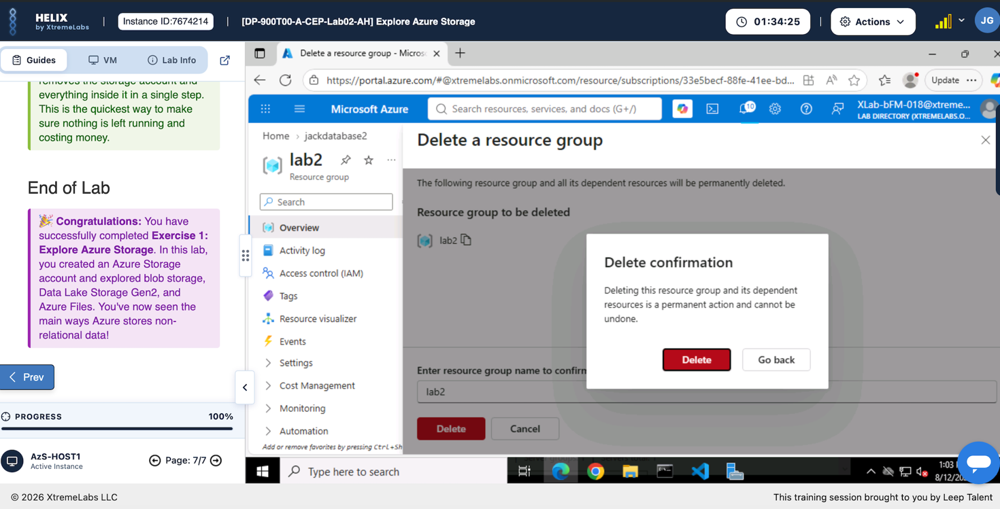 HELIX
by XtremeLabs
Instance ID:7674214
[DP-900T00-A-CEP-Lab02-AH] Explore Azure Storage
01:34:25
Actions
JG
Guides
VM
Lab Info
removes the storage account and
everything inside it in a single step.
This is the quickest way to make
sure nothing is left running and
costing money.
End of Lab
🎉 Congratulations: You have
successfully completed Exercise 1:
Explore Azure Storage. In this lab,
you created an Azure Storage
account and explored blob storage,
Data Lake Storage Gen2, and
Azure Files. You've now seen the
main ways Azure stores non-
relational data!
Prev
PROGRESS
100%
AzS-HOST1
Active Instance
Page: 7/7
Delete a resource group - Micros
https://portal.azure.com/#@xtremelabs.onmicrosoft.com/resource/subscriptions/33e5becf-88fe-41ee-bd...
Update
Microsoft Azure
Search resources, services, and docs (G+/)
10
XLab-bFM-018@xtreme...
LAB DIRECTORY (XTREMELABS.O...
Home > jackdatabase2
lab2
Resource group
Search
Overview
Activity log
Access control (IAM)
Tags
Resource visualizer
Events
Settings
Cost Management
Monitoring
Automation
Add or remove favorites by pressing Ctrl+Sh
Delete a resource group
The following resource group and all its dependent resources will be permanently deleted.
Resource group to be deleted
lab2
Delete confirmation
Deleting this resource group and its dependent
resources is a permanent action and cannot be
undone.
Delete
Go back
Enter resource group name to confirm
lab2
Delete
Cancel
Type here to search
1:03
8/12/20
© 2026 XtremeLabs LLC
This training session brought to you by Leep Talent